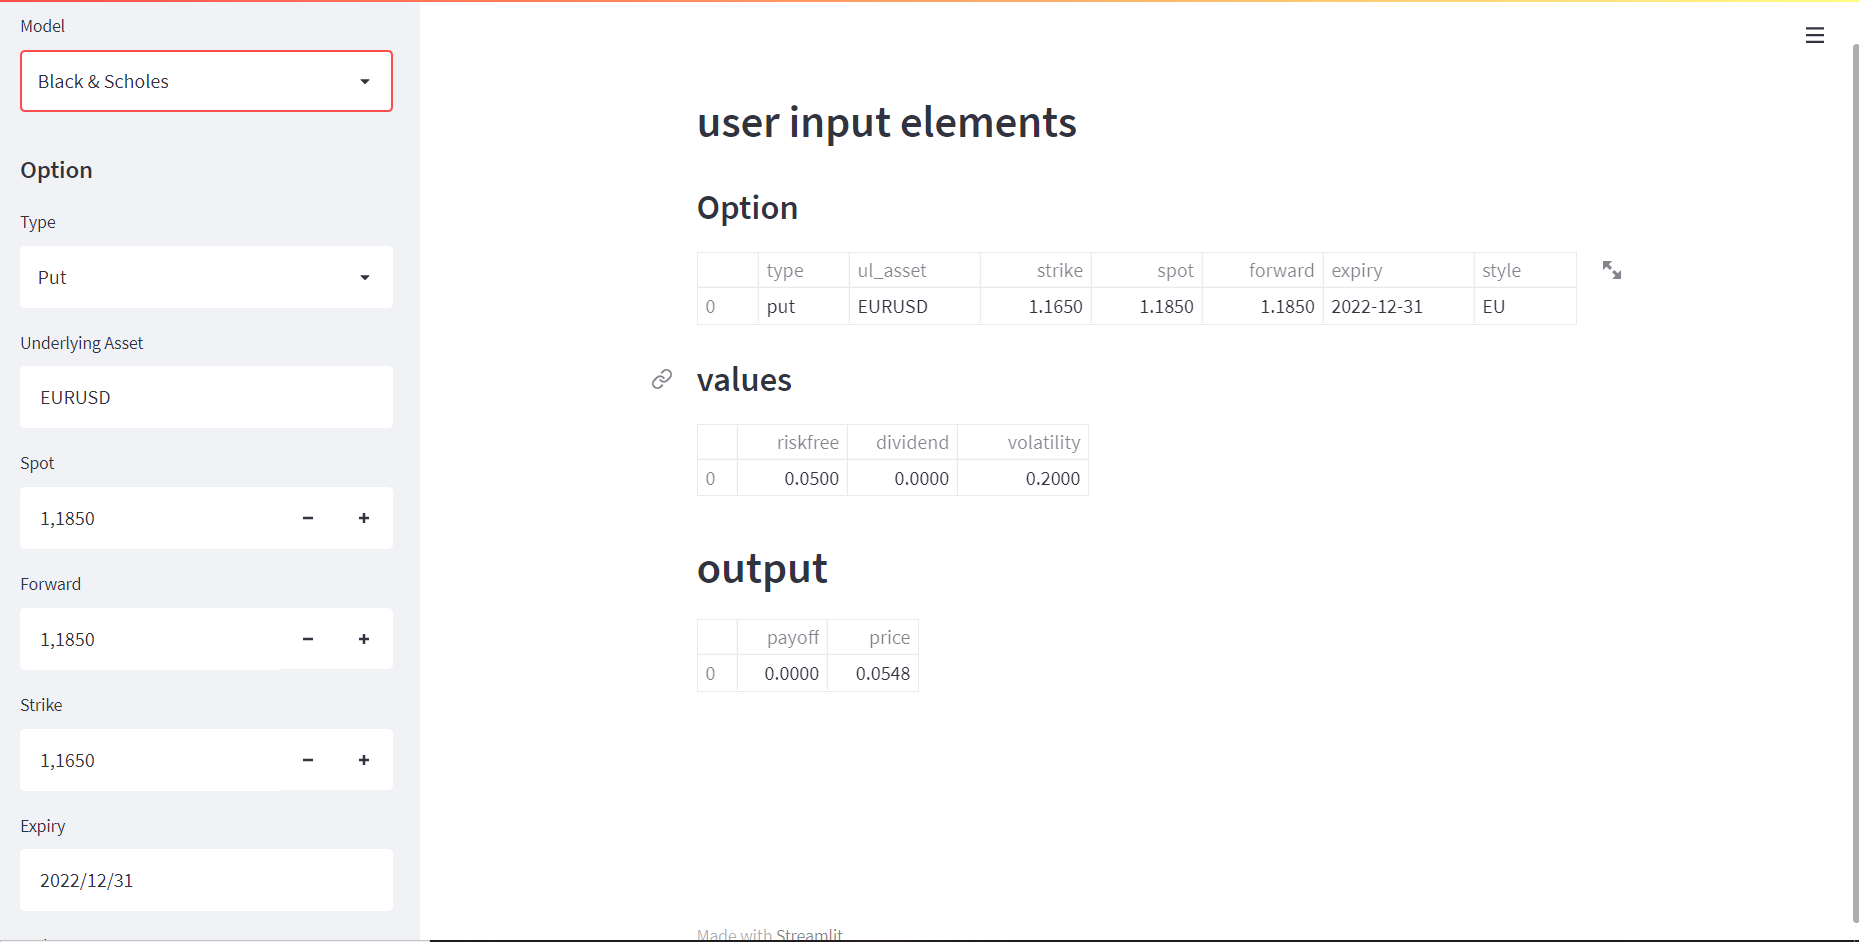 Model
Black & Scholes
Option
Type
Put
Underlying Asset
EURUSD
Spot
1,1850
Forward
1,1850
Strike
1,1650
Expiry
2022/12/31
user input elements
Option
type ul_asset strike spot forward expiry style
0 put EURUSD 1.1650 1.1850 1.1850 2022-12-31 EU
values
riskfree dividend volatility
0 0.0500 0.0000 0.2000
output
payoff price
0 0.0000 0.0548
Made with Streamlit